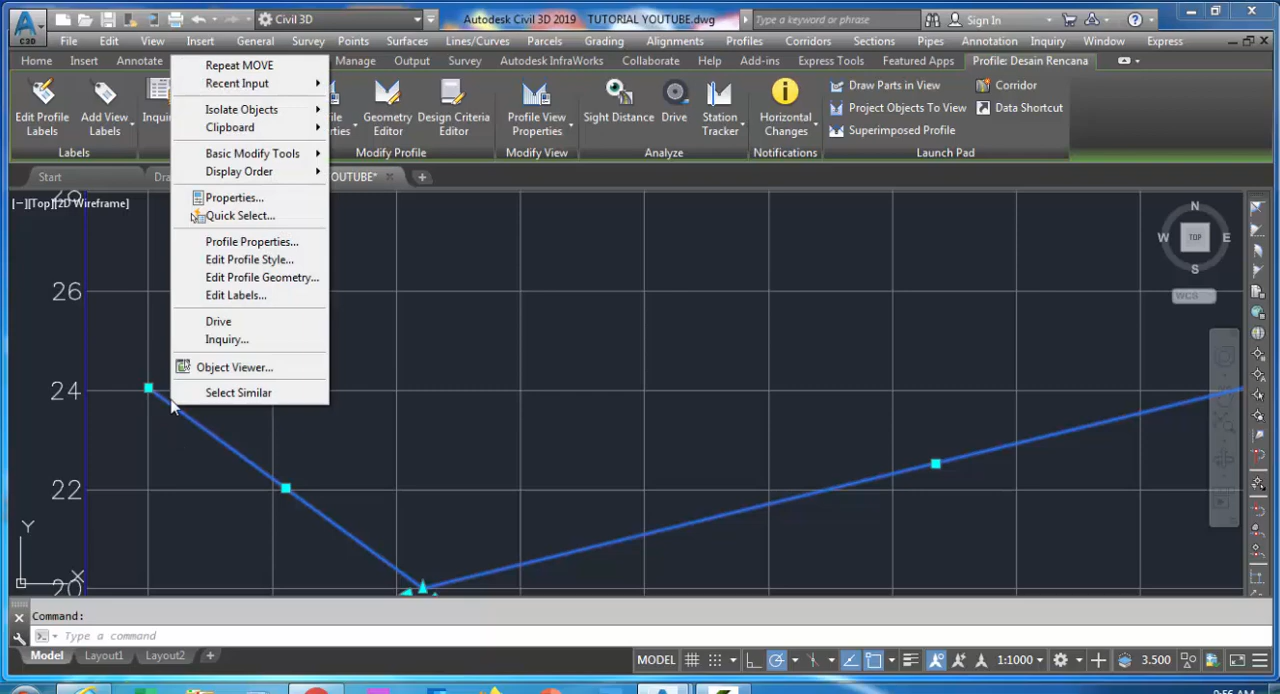 Civil 3D
Autodesk Civil 3D 2019 TUTORIAL YOUTUBE.dwg
Type a keyword or phrase
Sign In
C3D
File Edit View Insert General Survey Points Surfaces Lines/Curves Parcels Grading Alignments Profiles Corridors Sections Pipes Annotation Inquiry Window Express
Home Insert Annotate Manage Output Survey Autodesk InfraWorks Collaborate Help Add-ins Express Tools Featured Apps Profile: Desain Rencana
Edit Profile Labels
Add View Labels
Geometry Editor
Design Criteria Editor
Profile View Properties
Sight Distance
Drive
Station Tracker
Horizontal Changes
Draw Parts in View
Project Objects To View
Superimposed Profile
Corridor
Data Shortcut
Labels
Modify Profile
Modify View
Analyze
Notifications
Launch Pad
Repeat MOVE
Recent Input
Isolate Objects
Clipboard
Basic Modify Tools
Display Order
Properties...
Quick Select...
Profile Properties...
Edit Profile Style...
Edit Profile Geometry...
Edit Labels...
Drive
Inquiry...
Object Viewer...
Select Similar
Start
OUTUBE*
[−][Top][2D Wireframe]
N
W
TOP
E
S
WCS
26
24
22
20
Y
X
Command:
Type a command
Model Layout1 Layout2
MODEL
1:1000
3.500